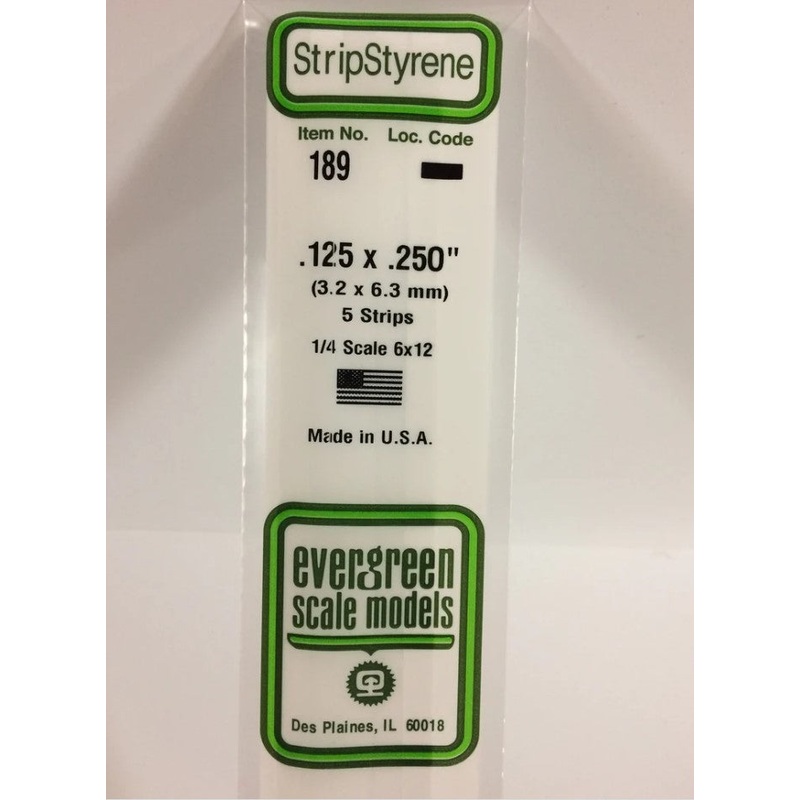 StripStyrene
Item No. Loc. Code
189
.125 x .250"
(3.2 x 6.3 mm)
5 Strips
1/4 Scale 6x12
Made in U.S.A.
evergreen
scale models
Des Plaines, IL 60018